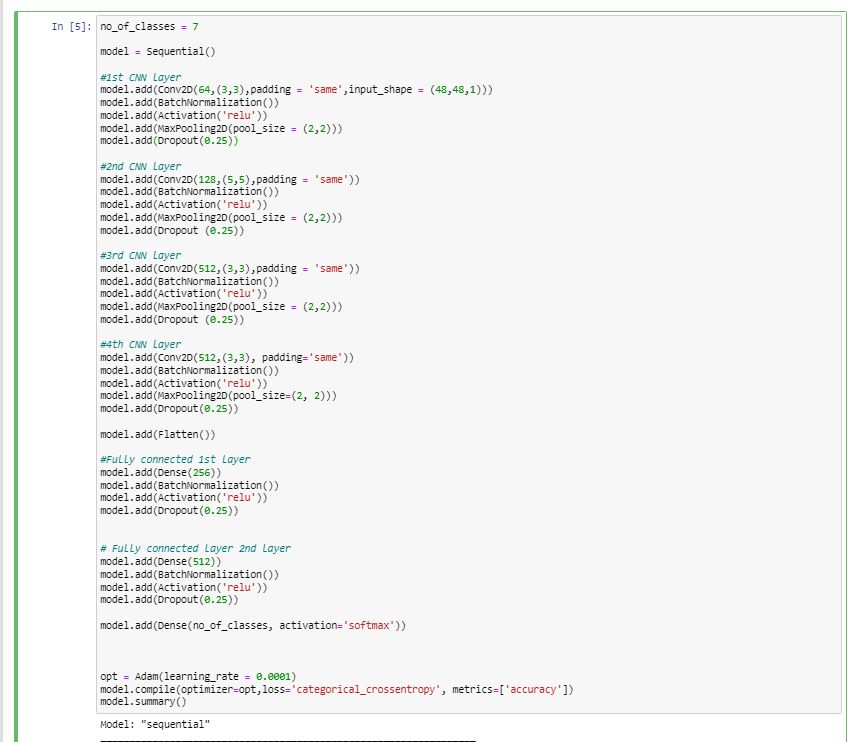 In [5]: no_of_classes = 7
model = Sequential()
#1st CNN layer
model.add(Conv2D(64,(3,3),padding = 'same',input_shape = (48,48,1)))
model.add(BatchNormalization())
model.add(Activation('relu'))
model.add(MaxPooling2D(pool_size = (2,2)))
model.add(Dropout(0.25))
#2nd CNN layer
model.add(Conv2D(128,(5,5),padding = 'same'))
model.add(BatchNormalization())
model.add(Activation('relu'))
model.add(MaxPooling2D(pool_size = (2,2)))
model.add(Dropout (0.25))
#3rd CNN layer
model.add(Conv2D(512,(3,3),padding = 'same'))
model.add(BatchNormalization())
model.add(Activation('relu'))
model.add(MaxPooling2D(pool_size = (2,2)))
model.add(Dropout (0.25))
#4th CNN layer
model.add(Conv2D(512,(3,3), padding='same'))
model.add(BatchNormalization())
model.add(Activation('relu'))
model.add(MaxPooling2D(pool_size=(2, 2)))
model.add(Dropout(0.25))
model.add(Flatten())
#Fully connected 1st layer
model.add(Dense(256))
model.add(BatchNormalization())
model.add(Activation('relu'))
model.add(Dropout(0.25))
# Fully connected layer 2nd layer
model.add(Dense(512))
model.add(BatchNormalization())
model.add(Activation('relu'))
model.add(Dropout(0.25))
model.add(Dense(no_of_classes, activation='softmax'))
opt = Adam(learning_rate = 0.0001)
model.compile(optimizer=opt,loss='categorical_crossentropy', metrics=['accuracy'])
model.summary()
Model: "sequential"